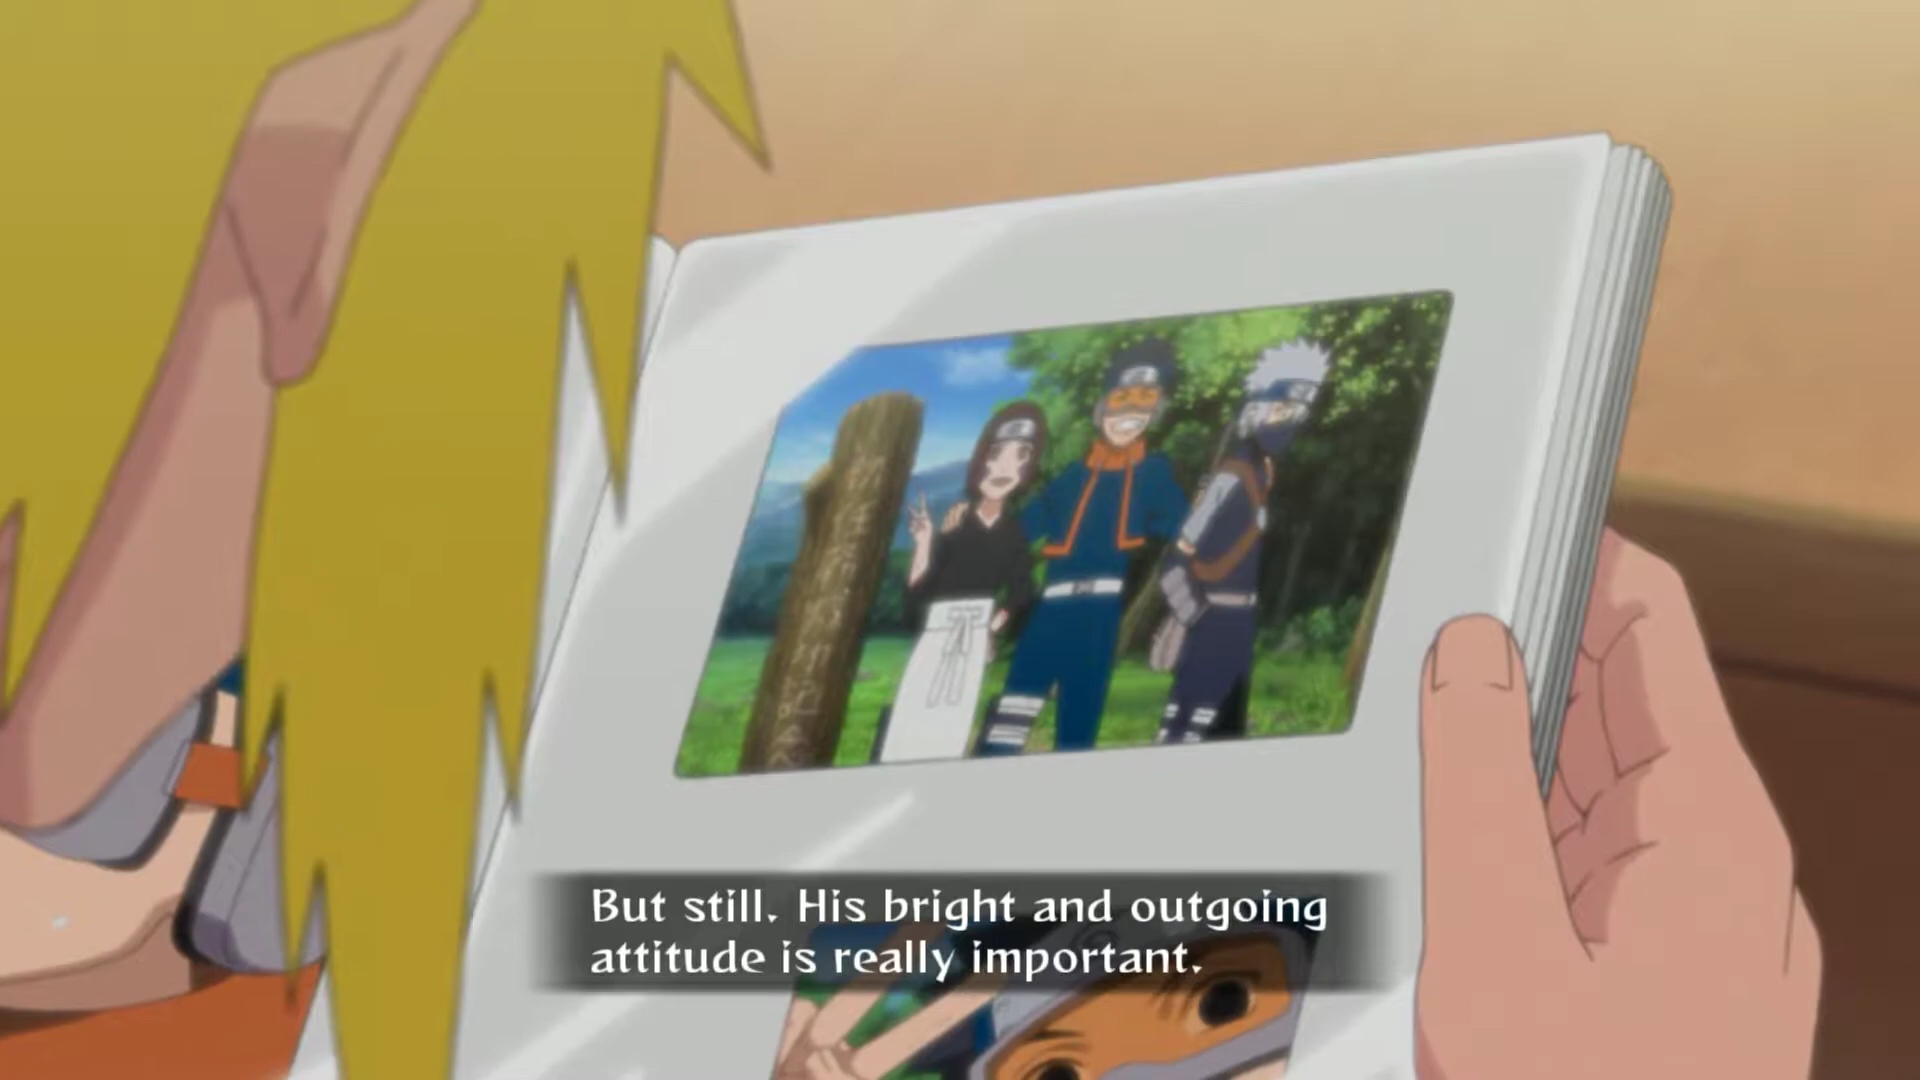 But still. His bright and outgoing
attitude is really important.